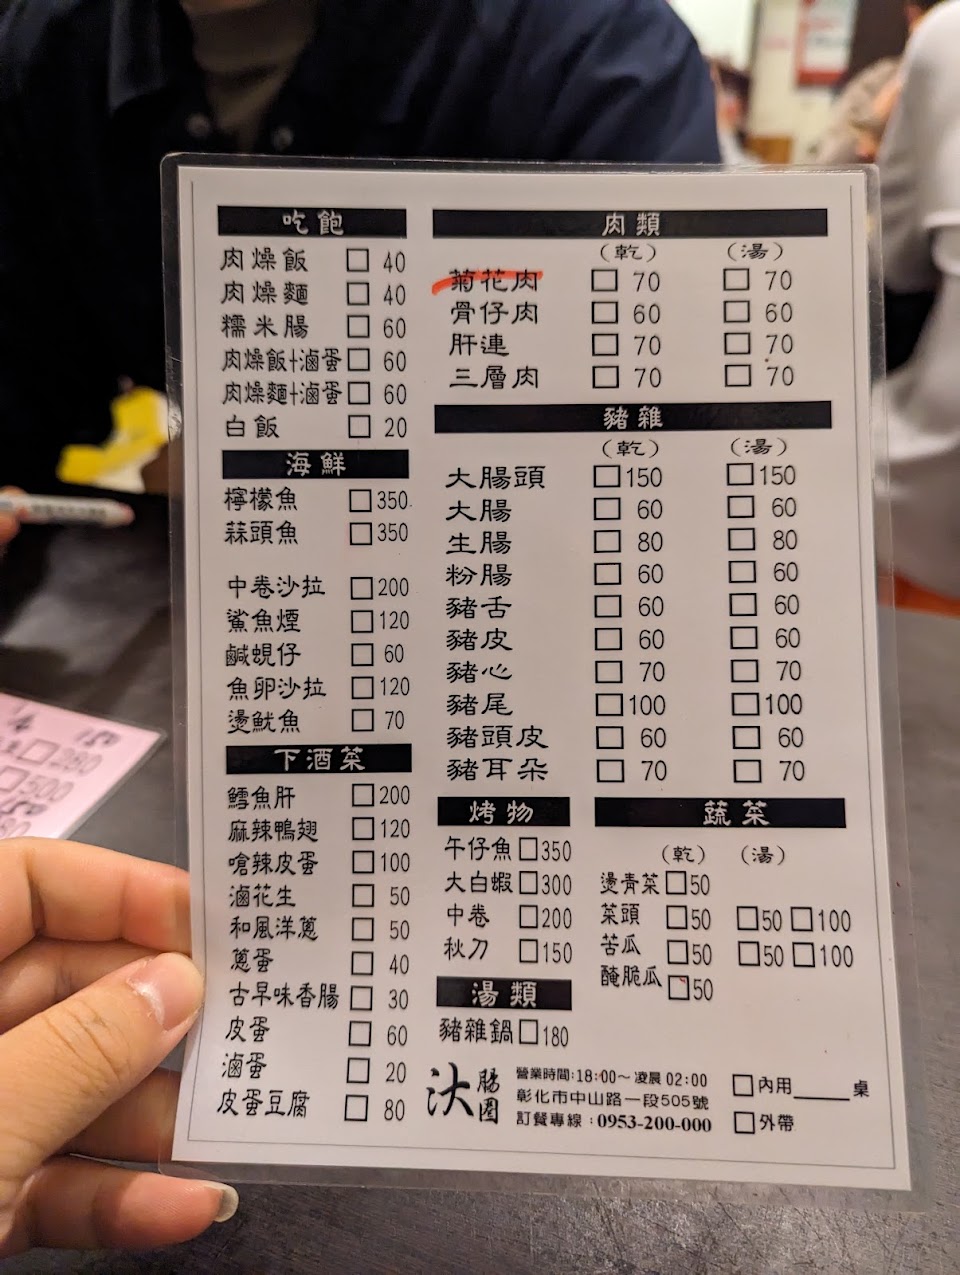 吃飽
肉燥飯 40
肉燥麵 40
糯米腸 60
肉燥飯+滷蛋 60
肉燥麵+滷蛋 60
白飯 20
海鮮
檸檬魚 350
蒜頭魚 350
中卷沙拉 200
鯊魚煙 120
鹹蜆仔 60
魚卵沙拉 120
燙魷魚 70
下酒菜
鱈魚肝 200
麻辣鴨翅 120
嗆辣皮蛋 100
滷花生 50
和風洋蔥 50
蔥蛋 40
古早味香腸 30
皮蛋 60
滷蛋 20
皮蛋豆腐 80
肉類
(乾) (湯)
菊花肉 70 70
骨仔肉 60 60
肝連 70 70
三層肉 70 70
豬雜
(乾) (湯)
大腸頭 150 150
大腸 60 60
生腸 80 80
粉腸 60 60
豬舌 60 60
豬皮 60 60
豬心 70 70
豬尾 100 100
豬頭皮 60 60
豬耳朵 70 70
烤物
午仔魚 350
大白蝦 300
中卷 200
秋刀 150
湯類
豬雜鍋 180
蔬菜
(乾) (湯)
燙青菜 50
菜頭 50 50 100
苦瓜 50 50 100
醃脆瓜 50
腸圈
營業時間:18:00～凌晨 02:00
彰化市中山路一段505號
訂餐專線：0953-200-000
內用____桌
外帶
4 150
280
500